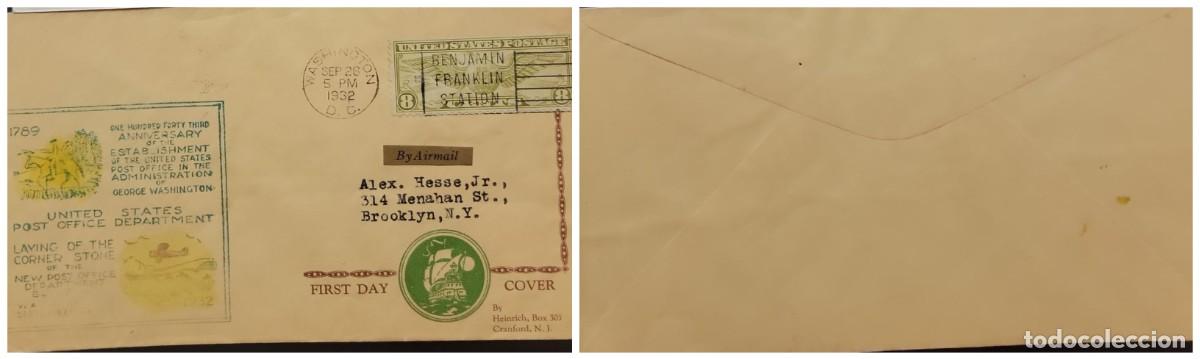 1789
ONE HUNDRED FORTY THIRD
ANNIVERSARY
OF THE
ESTABLISHMENT
OF THE UNITED STATES
POST OFFICE IN THE
ADMINISTRATION
OF
GEORGE WASHINGTON
UNITED STATES
POST OFFICE DEPARTMENT
LAYING OF THE
CORNER STONE
OF THE
NEW POST OFFICE
DEPARTMENT
1932
WASHINGTON
SEP 26
5 PM
1932
D. C.
UNITED STATES POSTAGE
BENJAMIN
FRANKLIN
STATION
8 8
By Airmail
Alex. Hesse, Jr.,
314 Menahan St.,
Brooklyn, N.Y.
FIRST DAY COVER
By
Heinrich, Box 301
Cranford, N. J.
todocoleccion